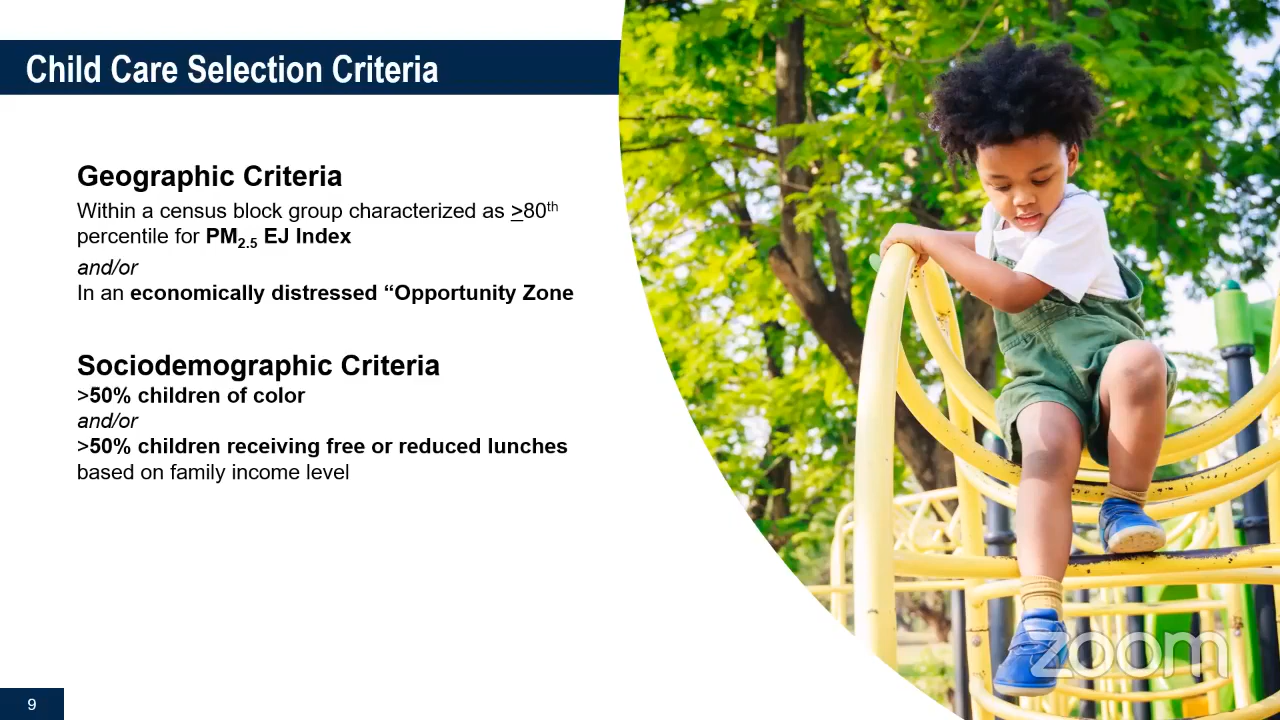 Child Care Selection Criteria
Geographic Criteria
Within a census block group characterized as ≥80th
percentile for PM2.5 EJ Index
and/or
In an economically distressed “Opportunity Zone
Sociodemographic Criteria
>50% children of color
and/or
>50% children receiving free or reduced lunches
based on family income level
zoom
9